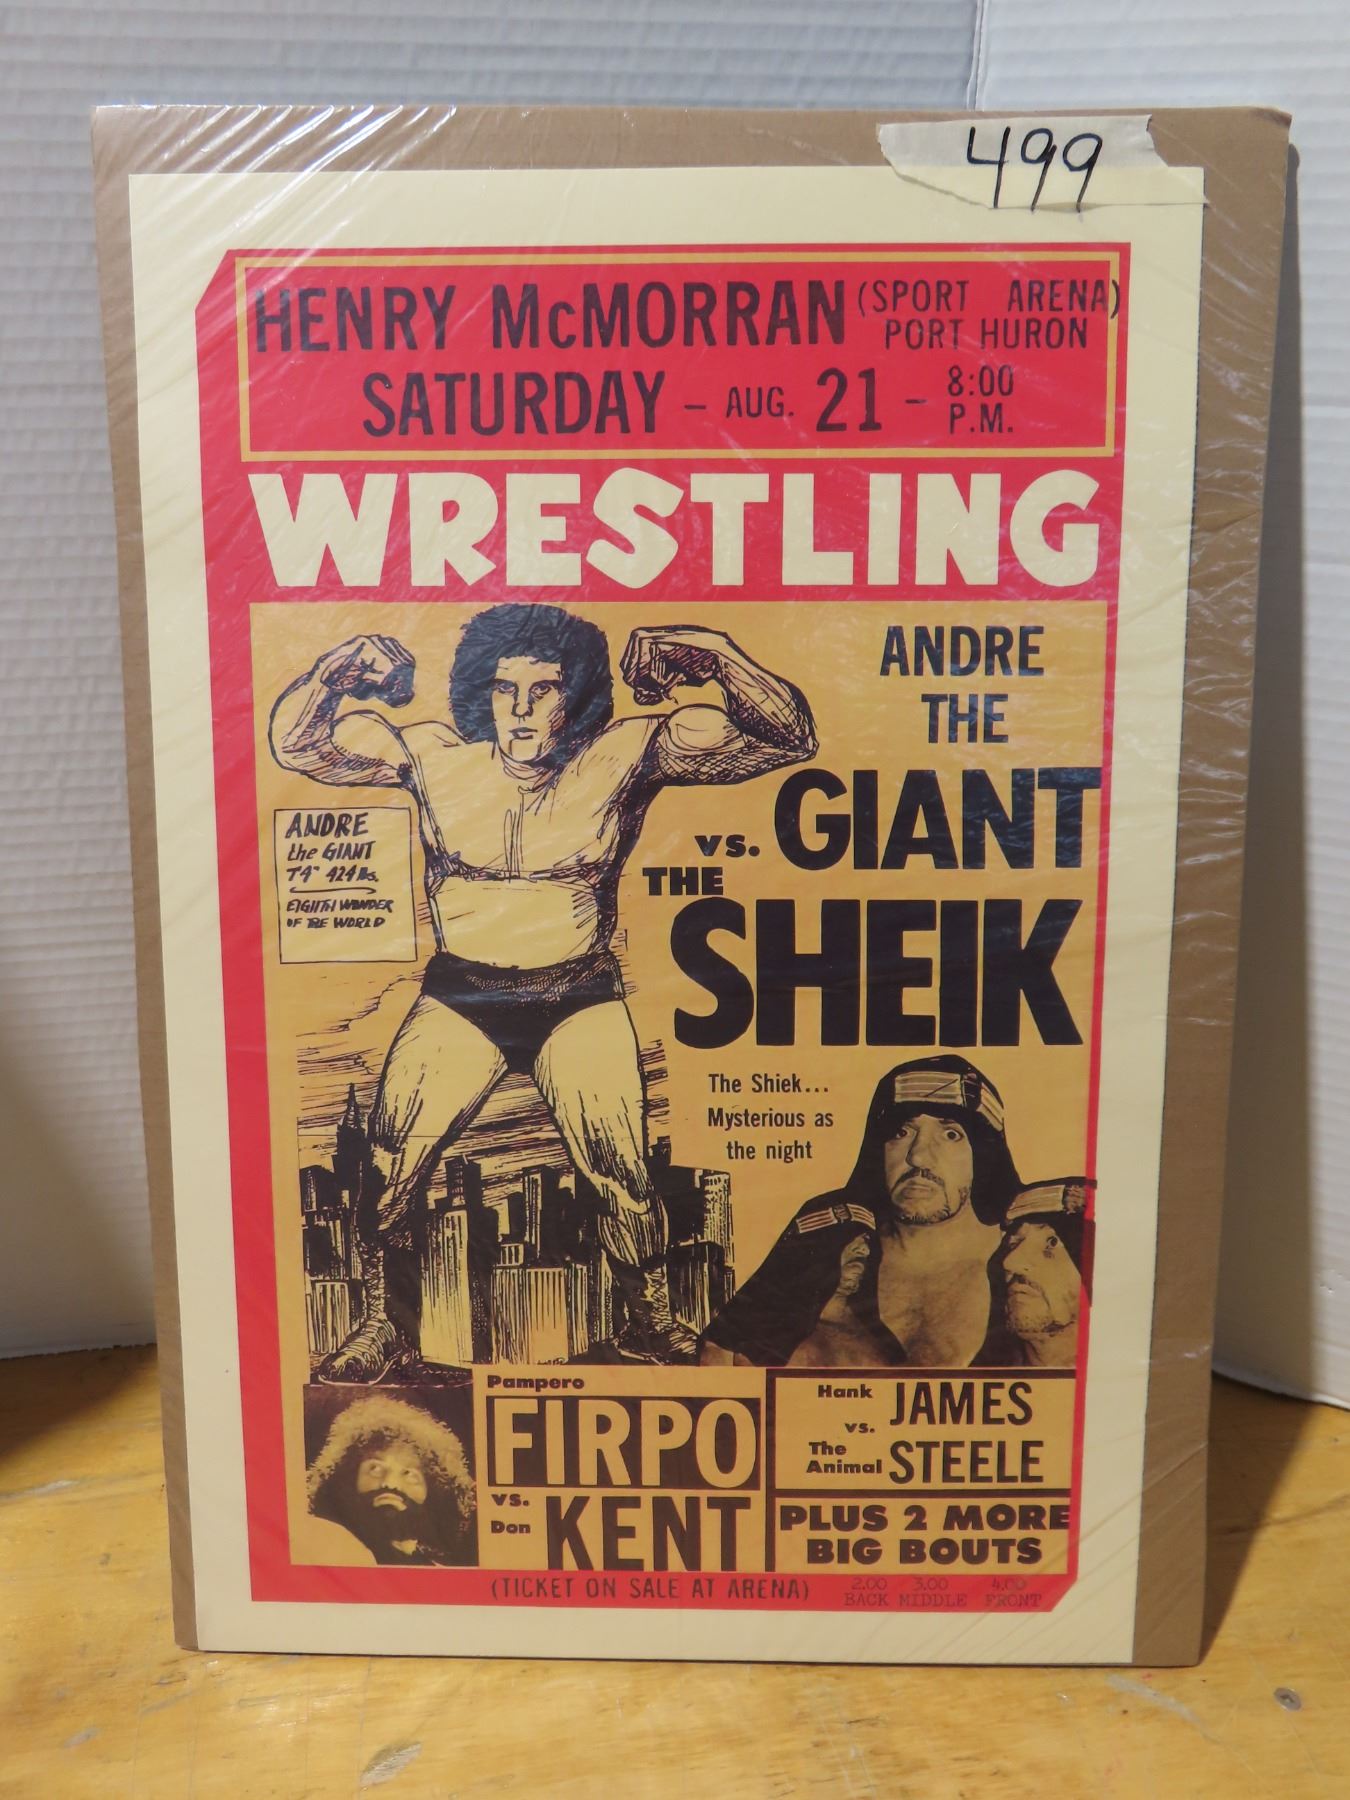 499
HENRY McMORRAN (SPORT ARENA)
PORT HURON
SATURDAY - AUG. 21 - 8:00 P.M.
WRESTLING
ANDRE
THE
GIANT
vs.
THE
SHEIK
ANDRE
the GIANT
7'4" 424 lbs.
EIGHTH WONDER
OF THE WORLD
The Shiek...
Mysterious as
the night
Pampero
FIRPO
vs.
Don KENT
Hank JAMES
vs.
The Animal STEELE
PLUS 2 MORE
BIG BOUTS
(TICKET ON SALE AT ARENA)
2.00 3.00 4.00
BACK MIDDLE FRONT